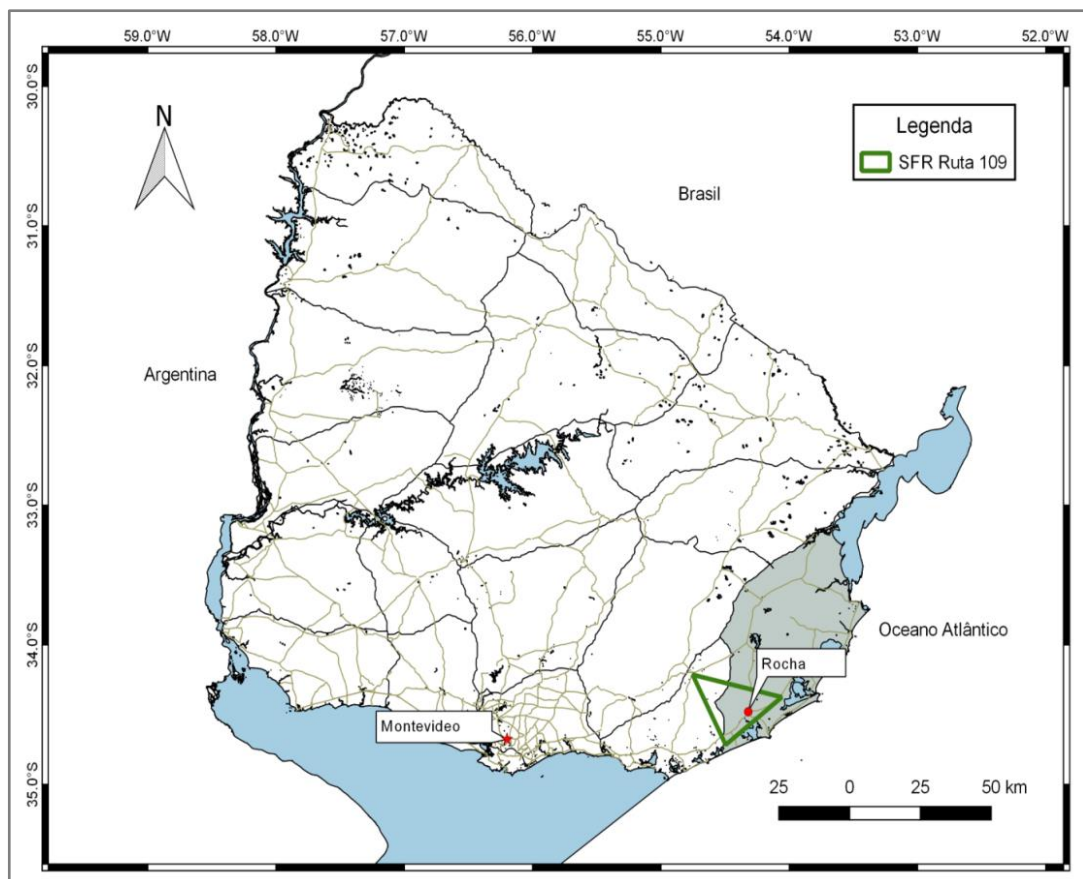 59.0°W 58.0°W 57.0°W 56.0°W 55.0°W 54.0°W 53.0°W 52.0°W
30.0°S
31.0°S
32.0°S
33.0°S
34.0°S
35.0°S
N
Legenda
SFR Ruta 109
Brasil
Argentina
Oceano Atlântico
Rocha
Montevideo
25 0 25 50 km